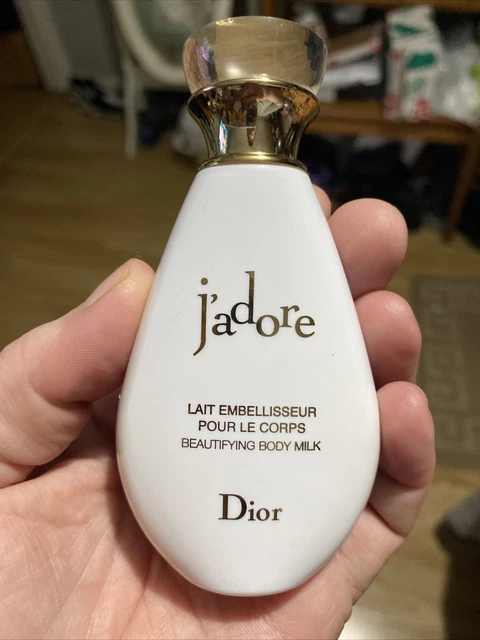 j'adore
LAIT EMBELLISSEUR
POUR LE CORPS
BEAUTIFYING BODY MILK
Dior